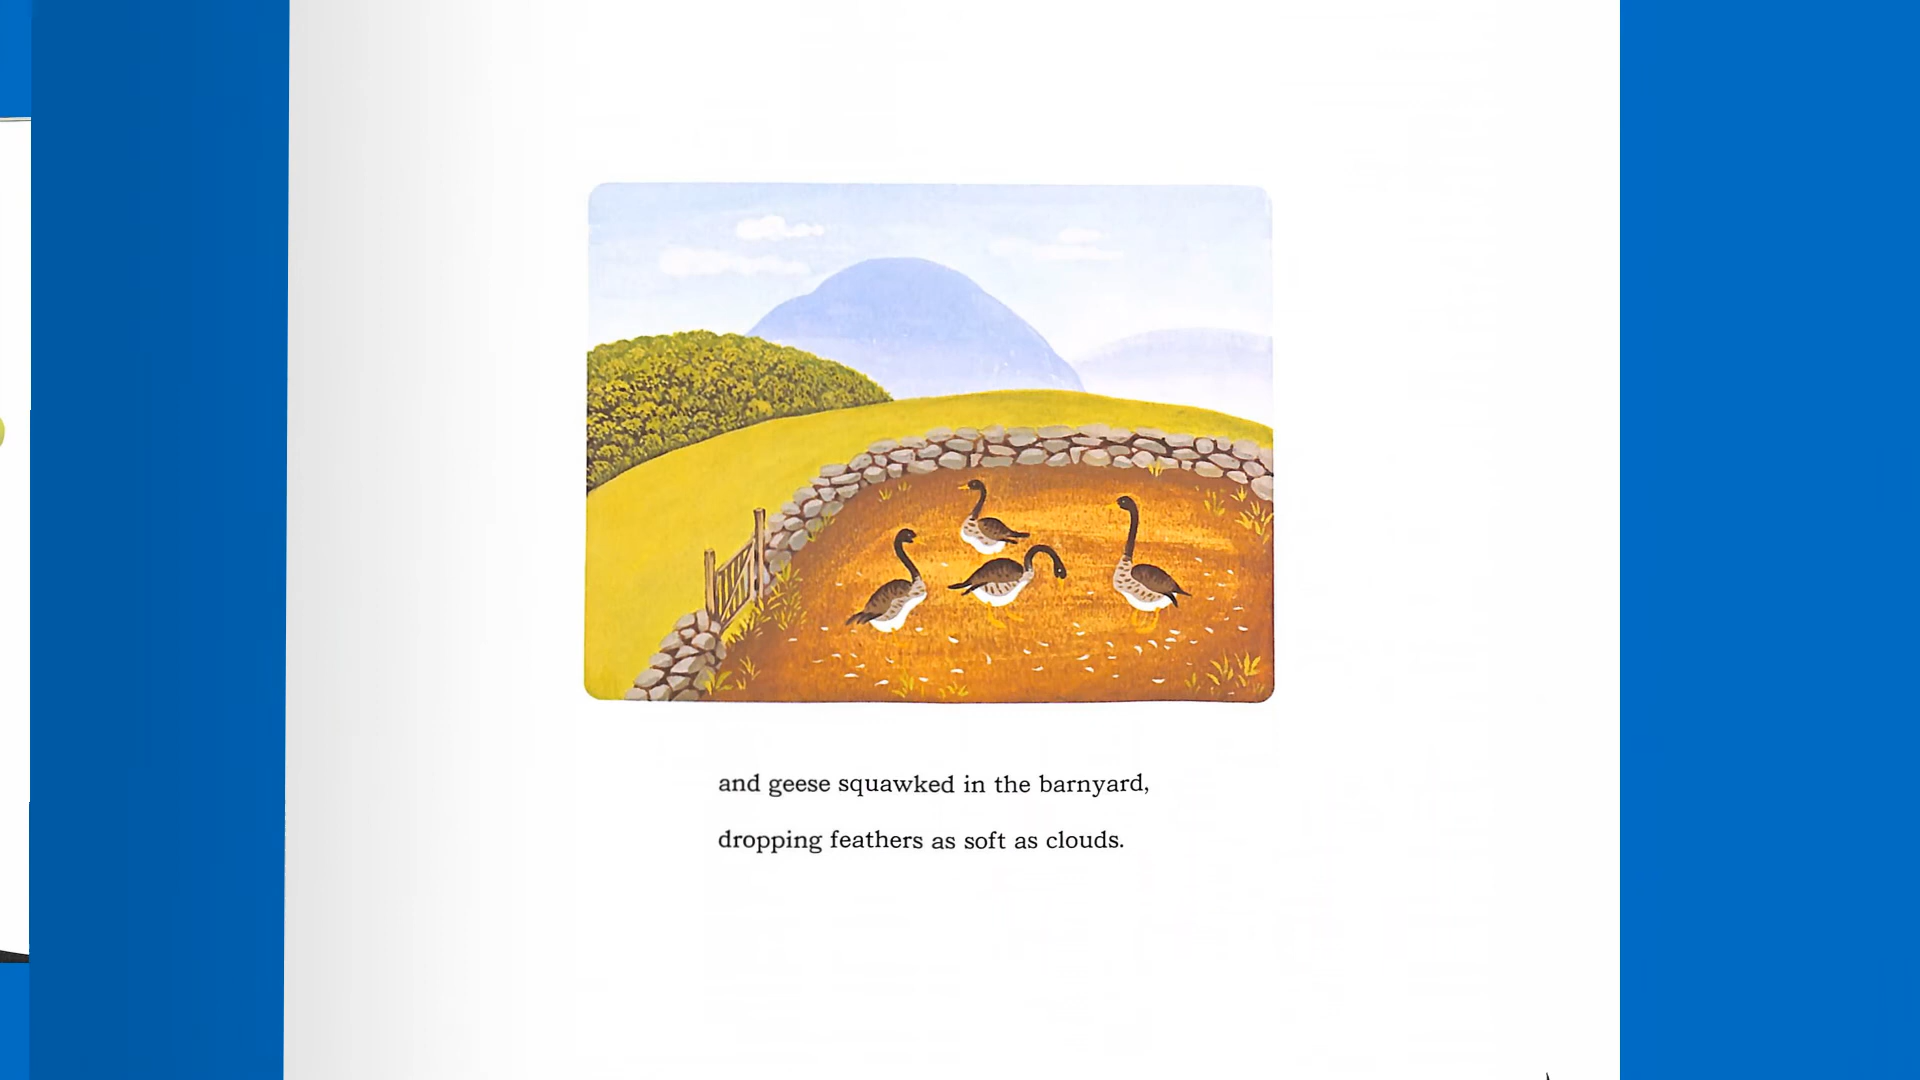 and geese squawked in the barnyard,
dropping feathers as soft as clouds.